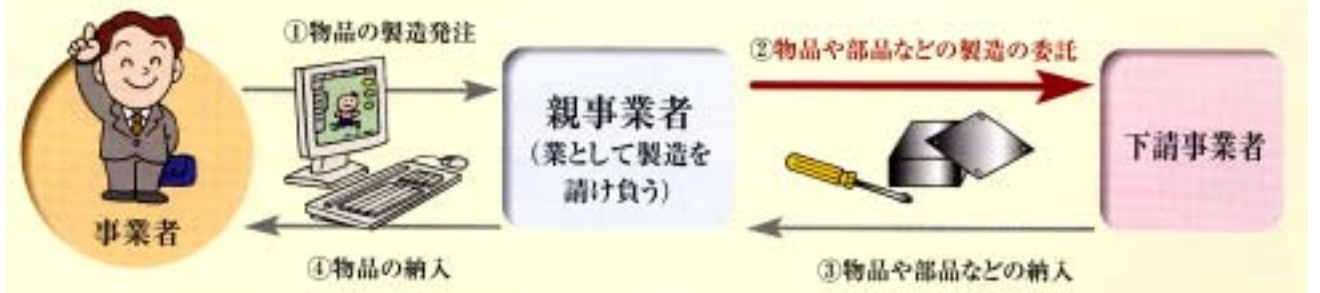 ①物品の製造発注
②物品や部品などの製造の委託
親事業者
(業として製造を
請け負う)
下請事業者
事業者
④物品の納入
③物品や部品などの納入